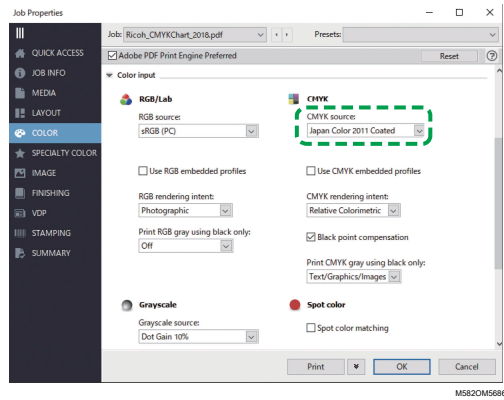 Job Properties
Job: Ricoh_CMYKChart_2018.pdf
Presets:
QUICK ACCESS
JOB INFO
MEDIA
LAYOUT
COLOR
SPECIALTY COLOR
IMAGE
FINISHING
VDP
STAMPING
SUMMARY
Adobe PDF Print Engine Preferred
Reset
Color input
RGB/Lab
RGB source:
sRGB (PC)
Use RGB embedded profiles
RGB rendering intent:
Photographic
Print RGB gray using black only:
Off
CMYK
CMYK source:
Japan Color 2011 Coated
Use CMYK embedded profiles
CMYK rendering intent:
Relative Colorimetric
Black point compensation
Print CMYK gray using black only:
Text/Graphics/Images
Grayscale
Grayscale source:
Dot Gain 10%
Spot color
Spot color matching
Print
OK
Cancel
M582OM5686